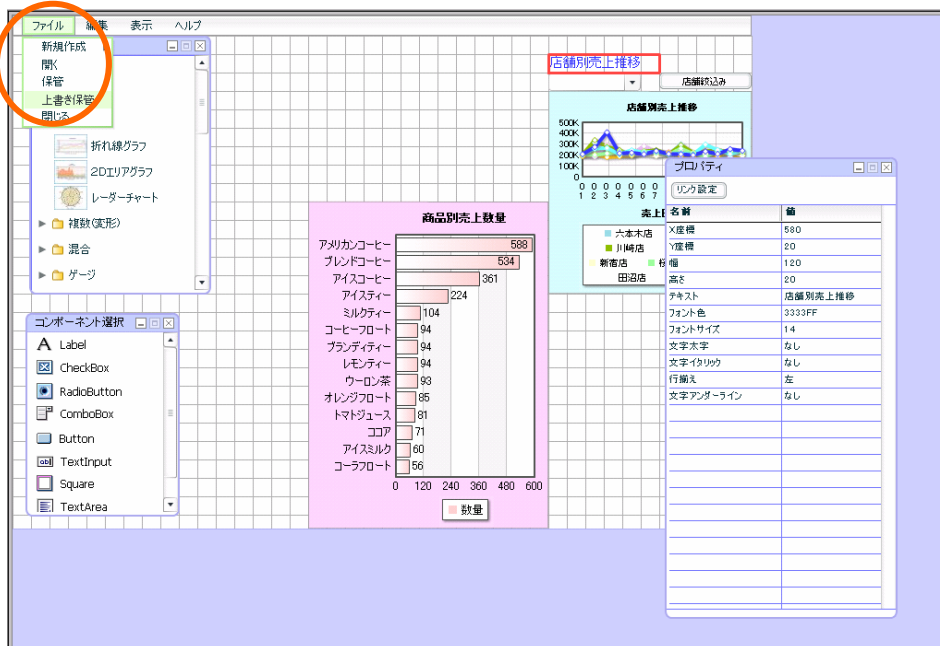 ファイル 編集 表示 ヘルプ
新規作成
開く
保管
上書き保管
閉じる
折れ線グラフ
2Dエリアグラフ
レーダーチャート
複数(変形)
混合
ゲージ
コンポーネント選択
Label
CheckBox
RadioButton
ComboBox
Button
TextInput
Square
TextArea
商品別売上数量
アメリカンコーヒー 588
ブレンドコーヒー 534
アイスコーヒー 361
アイスティー 224
ミルクティー 104
コーヒーフロート 94
ブランディティー 94
レモンティー 94
ウーロン茶 93
オレンジフロート 85
トマトジュース 81
ココア 71
アイスミルク 60
コーラフロート 56
0 120 240 360 480 600
数量
店舗別売上推移
店舗絞込み
店舗別売上推移
500K
400K
300K
200K
100K
0
0 0 0 0 0 0 0
1 2 3 4 5 6 7
売上
六本木店
川崎店
新宿店
田沼店
プロパティ
リンク設定
名前 値
X座標 580
Y座標 20
幅 120
高さ 20
テキスト 店舗別売上推移
フォント色 3333FF
フォントサイズ 14
文字太字 なし
文字イタリック なし
行揃え 左
文字アンダーライン なし